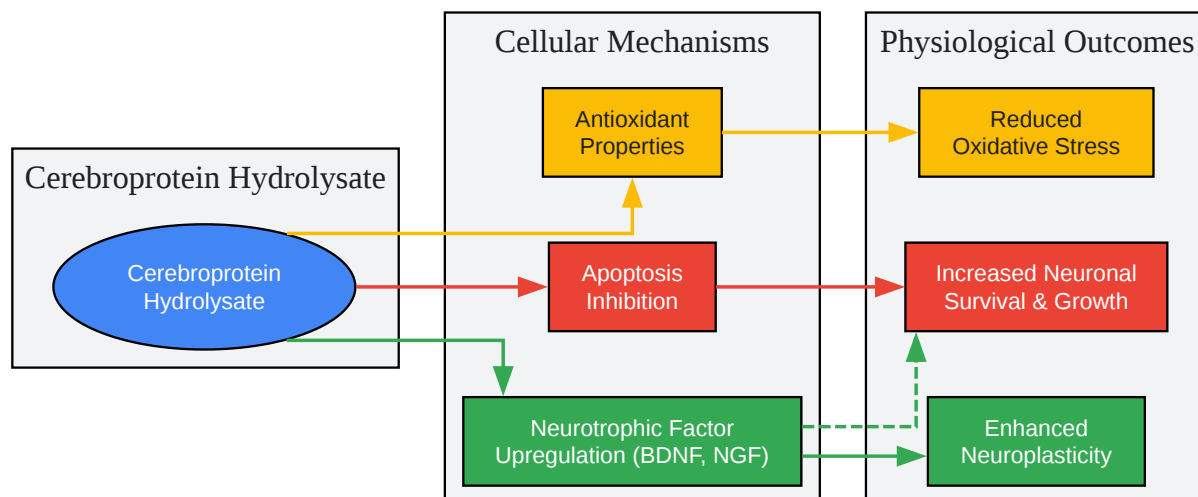 Cerebroprotein Hydrolysate
Cerebroprotein
Hydrolysate
Cellular Mechanisms
Antioxidant
Properties
Apoptosis
Inhibition
Neurotrophic Factor
Upregulation (BDNF, NGF)
Physiological Outcomes
Reduced
Oxidative Stress
Increased Neuronal
Survival & Growth
Enhanced
Neuroplasticity